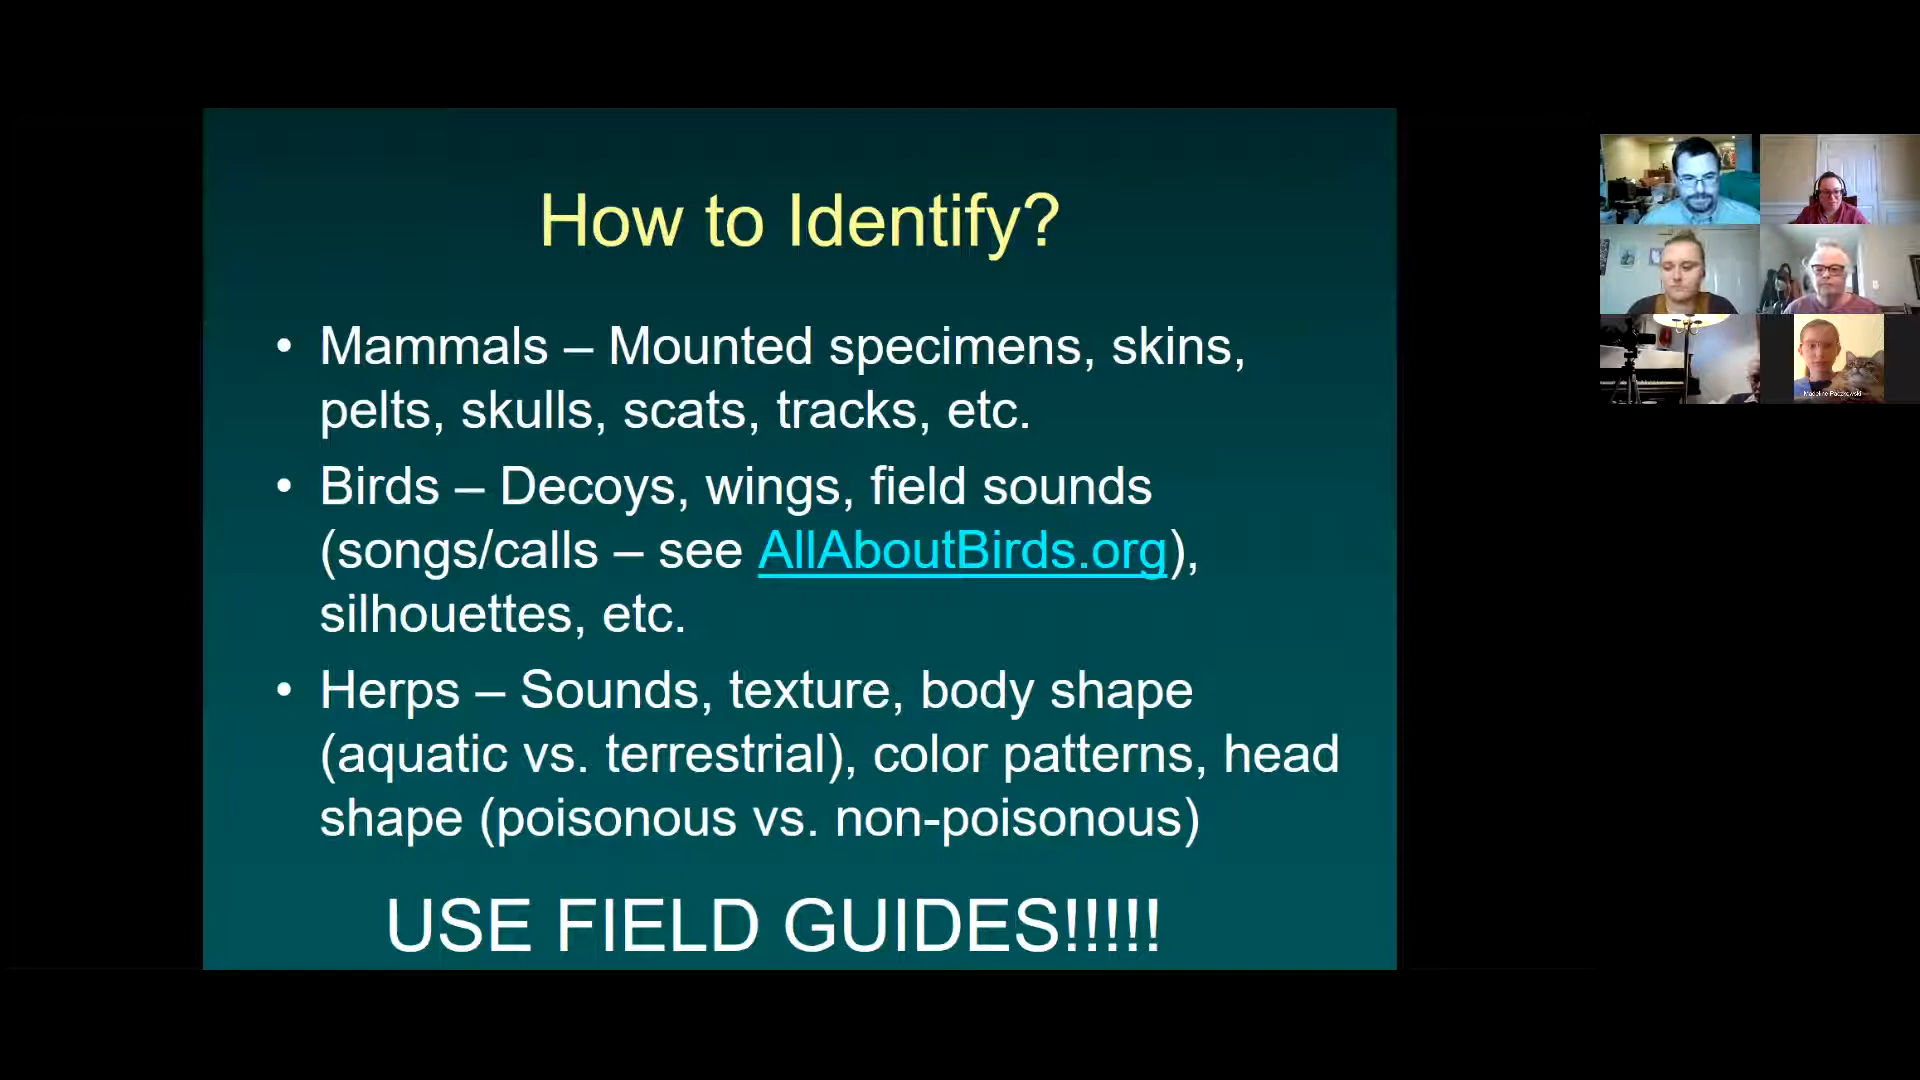 How to Identify?
• Mammals – Mounted specimens, skins,
pelts, skulls, scats, tracks, etc.
• Birds – Decoys, wings, field sounds
(songs/calls – see AllAboutBirds.org),
silhouettes, etc.
• Herps – Sounds, texture, body shape
(aquatic vs. terrestrial), color patterns, head
shape (poisonous vs. non-poisonous)
USE FIELD GUIDES!!!!!
Madeline Paczkowski